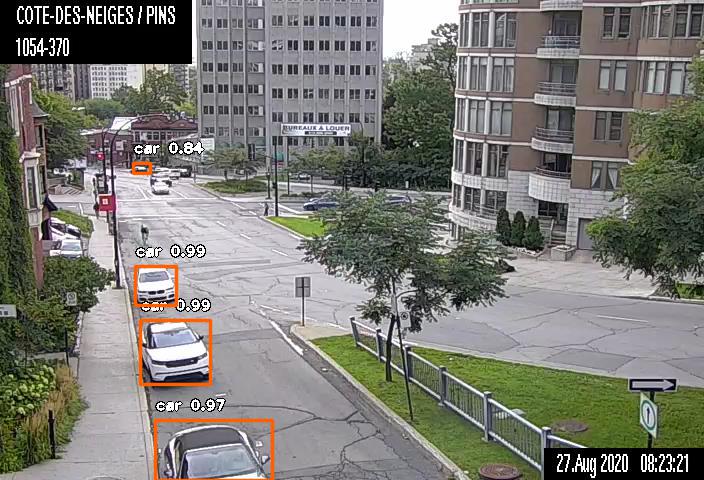 COTE-DES-NEIGES / PINS
1054-370
BUREAUX À LOUER
car 0.84
car 0.99
car 0.99
car 0.97
1
27.Aug 2020 08:23:21